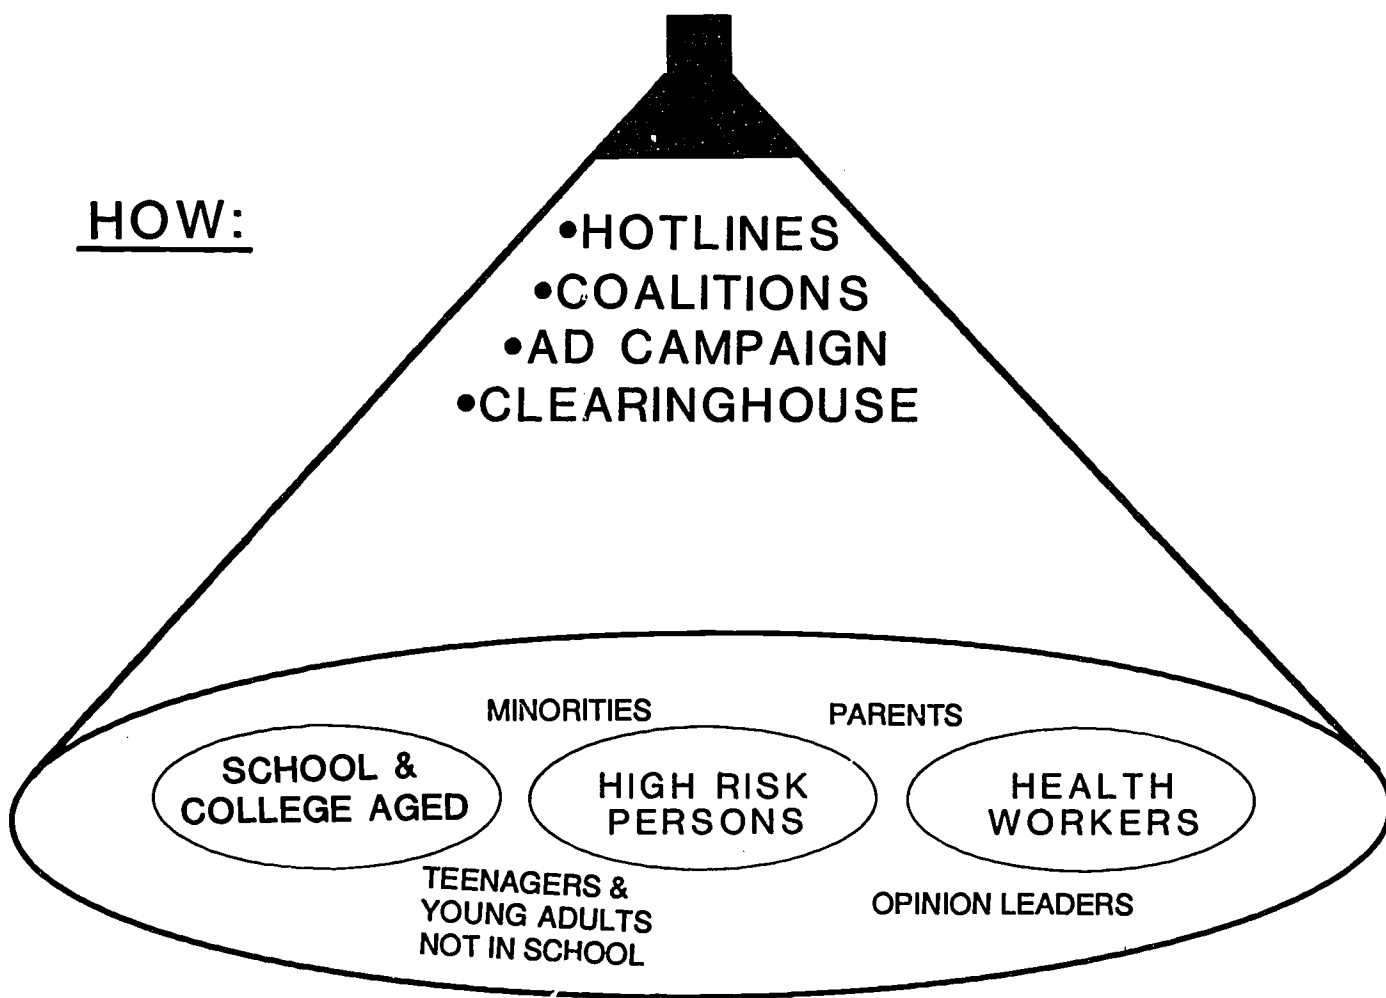 HOW:
•HOTLINES
•COALITIONS
•AD CAMPAIGN
•CLEARINGHOUSE
MINORITIES
PARENTS
SCHOOL &
COLLEGE AGED
HIGH RISK
PERSONS
HEALTH
WORKERS
TEENAGERS &
YOUNG ADULTS
NOT IN SCHOOL
OPINION LEADERS